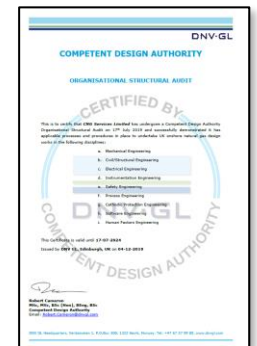 DNV·GL
COMPETENT DESIGN AUTHORITY
ORGANISATIONAL STRUCTURAL AUDIT
CERTIFIED BY
This is to certify that Services Limited has undergone a Competent Design Authority
Organisational Structural Audit on 17th July 2019 and successfully demonstrated it has
applicable processes and procedures in place to undertake UK onshore natural gas design
works in the following disciplines:
a. Mechanical Engineering
b. Civil/Structural Engineering
c. Electrical Engineering
d. Instrumentation Engineering
e. Safety Engineering
f. Process Engineering
g. Cathodic Protection Engineering
h. Software Engineering
i. Human Factors Engineering
DNV·GL
COMPETENT DESIGN AUTHORITY
This Certificate is valid until 17-07-2024
Issued by DNV GL, Edinburgh, UK on 04-12-2019
Robert Cameron
Competent Design Authority